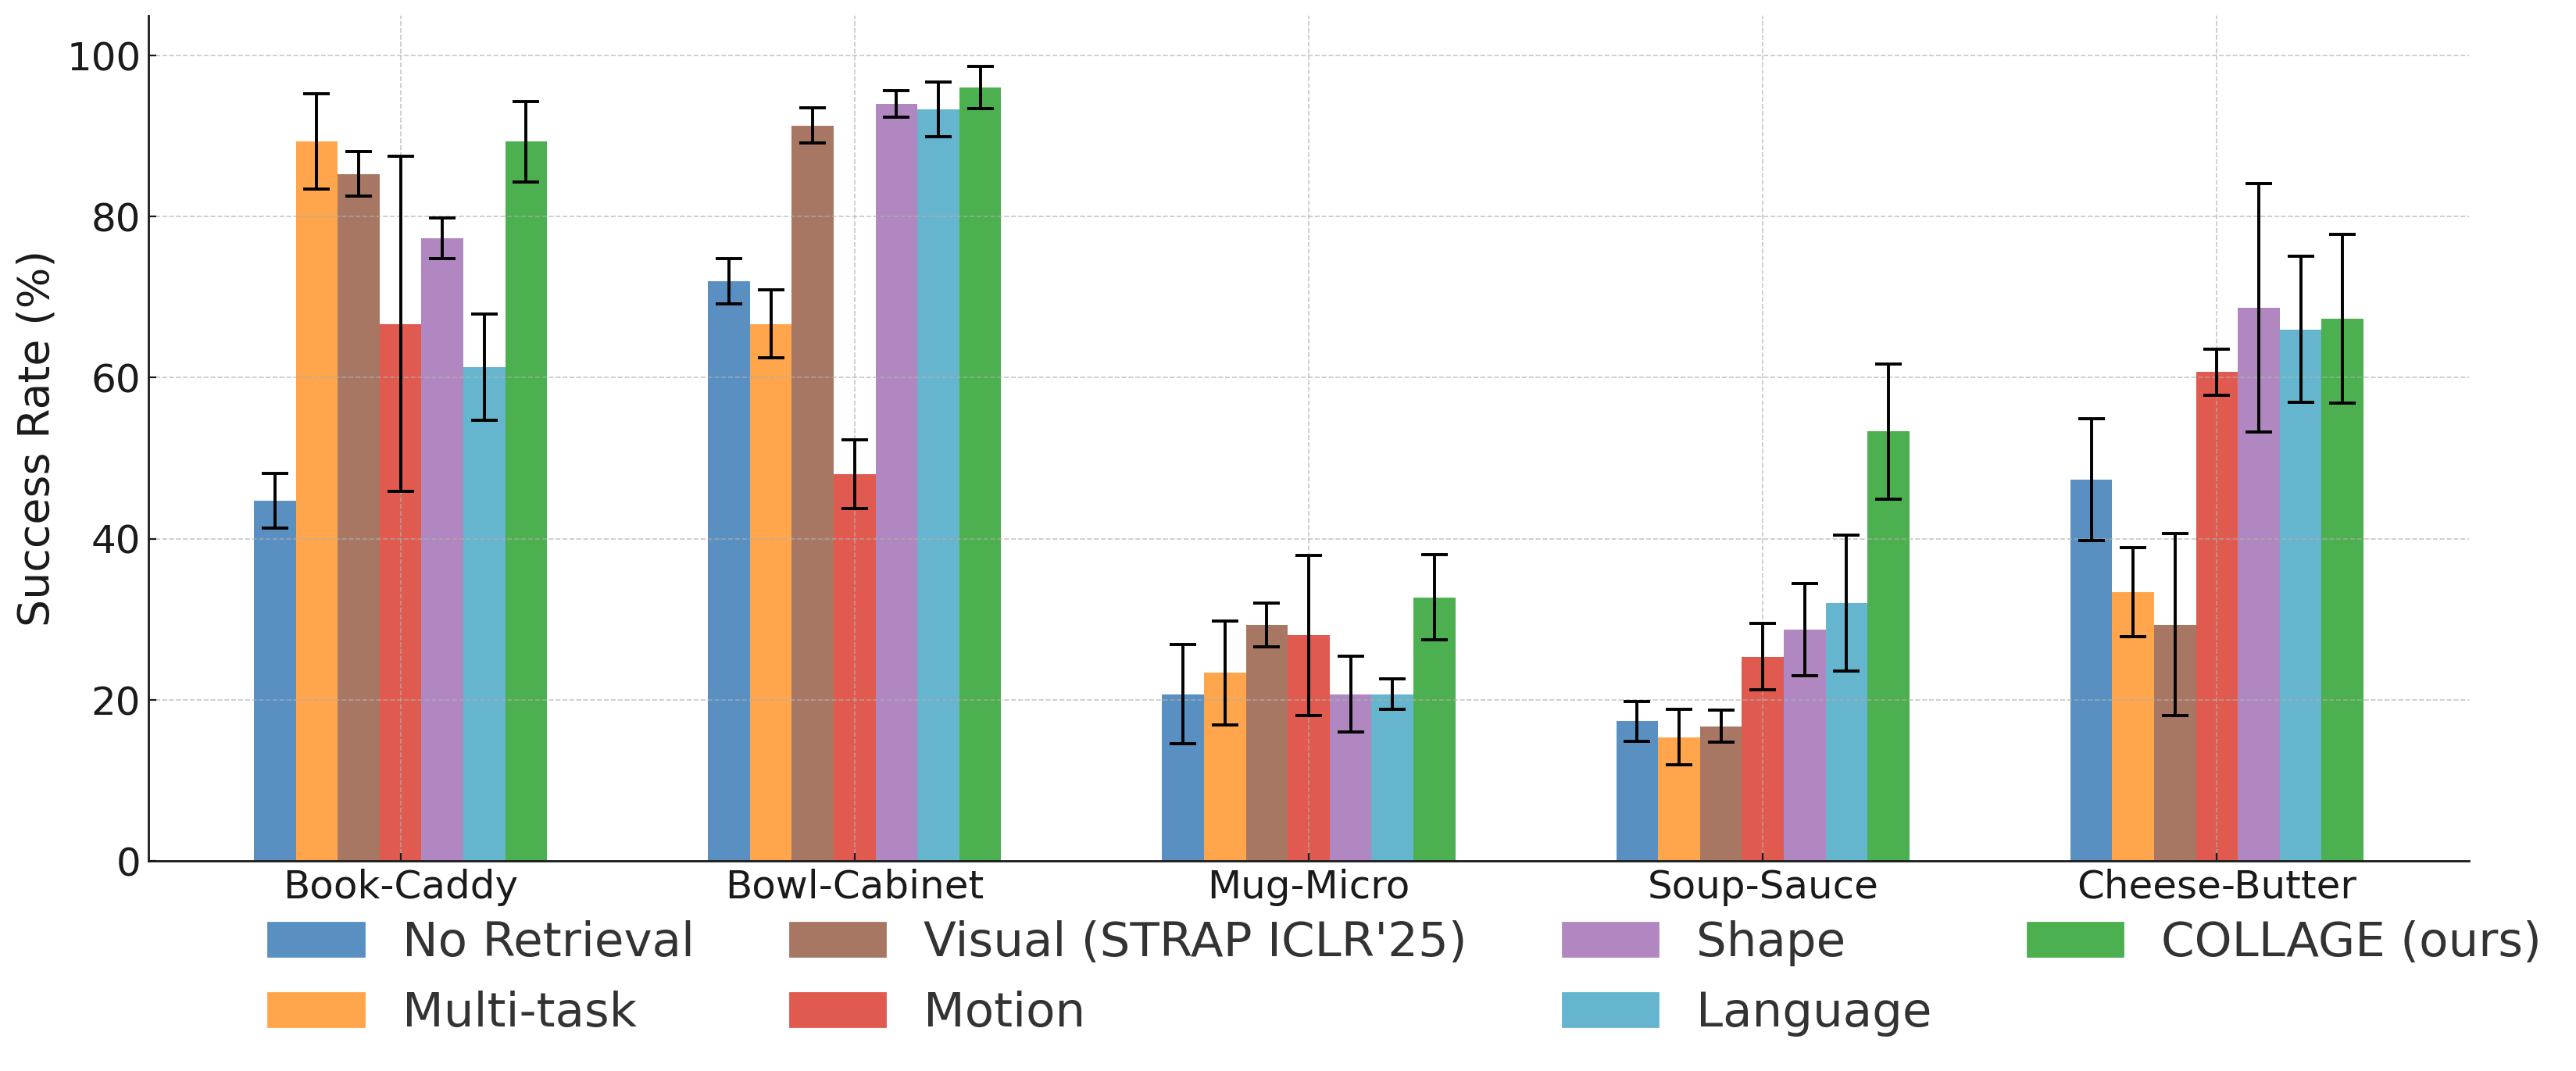 Success Rate (%)
100
80
60
40
20
0
Book-Caddy
Bowl-Cabinet
Mug-Micro
Soup-Sauce
Cheese-Butter
No Retrieval
Multi-task
Visual (STRAP ICLR'25)
Motion
Shape
Language
COLLAGE (ours)